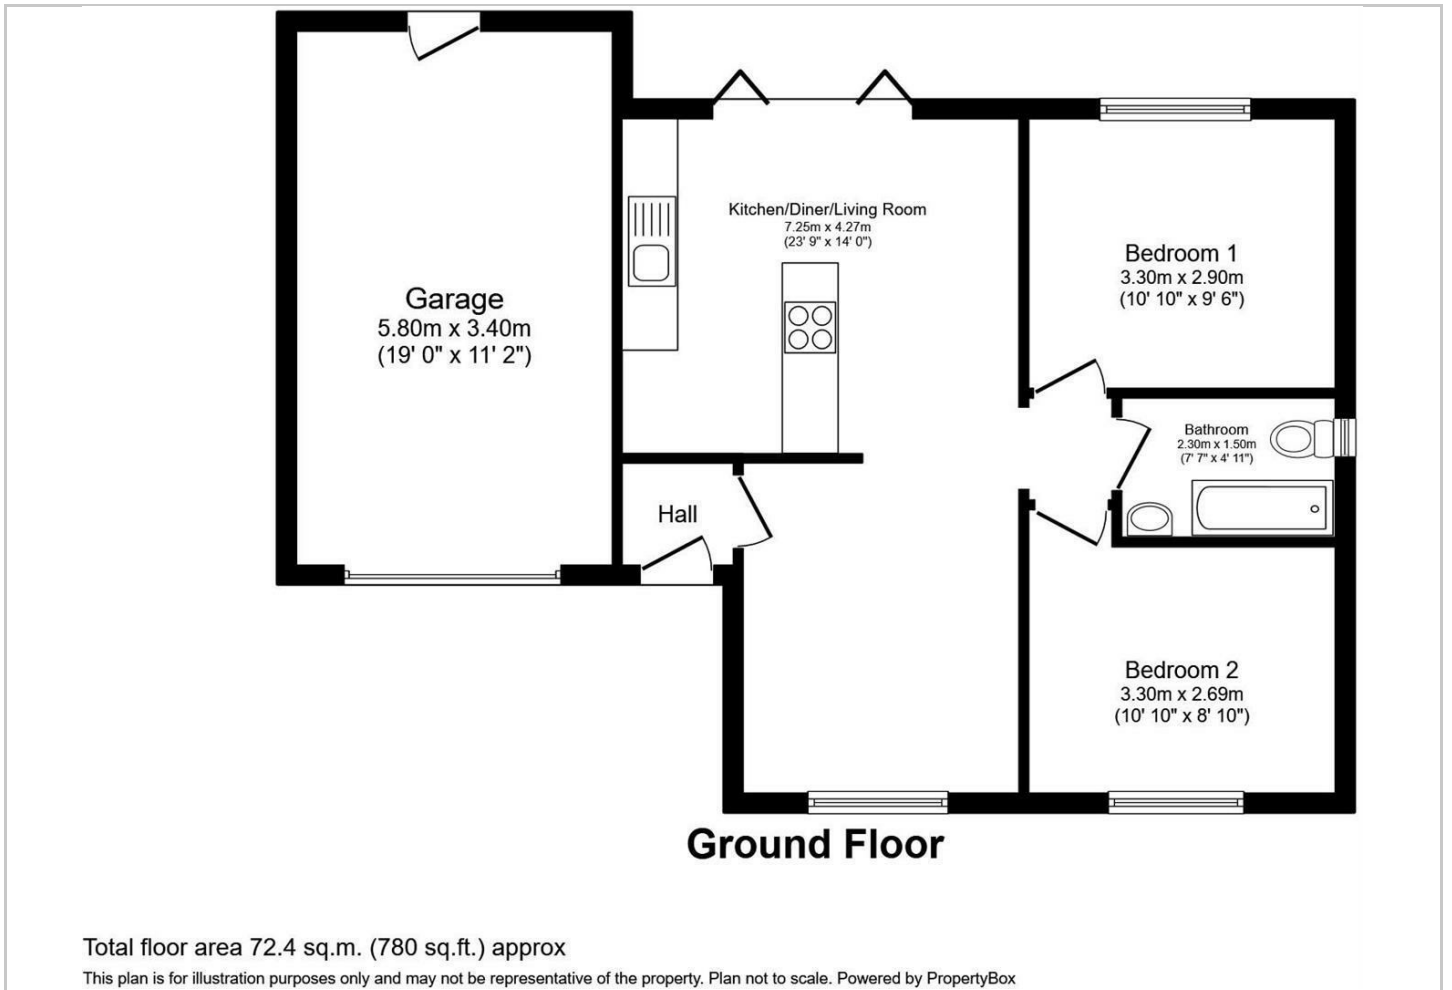 Kitchen/Diner/Living Room
7.25m x 4.27m
(23' 9" x 14' 0")
Bedroom 1
3.30m x 2.90m
(10' 10" x 9' 6")
Garage
5.80m x 3.40m
(19' 0" x 11' 2")
Bathroom
2.30m x 1.50m
(7' 7" x 4' 11")
Hall
Bedroom 2
3.30m x 2.69m
(10' 10" x 8' 10")
Ground Floor
Total floor area 72.4 sq.m. (780 sq.ft.) approx
This plan is for illustration purposes only and may not be representative of the property. Plan not to scale. Powered by PropertyBox